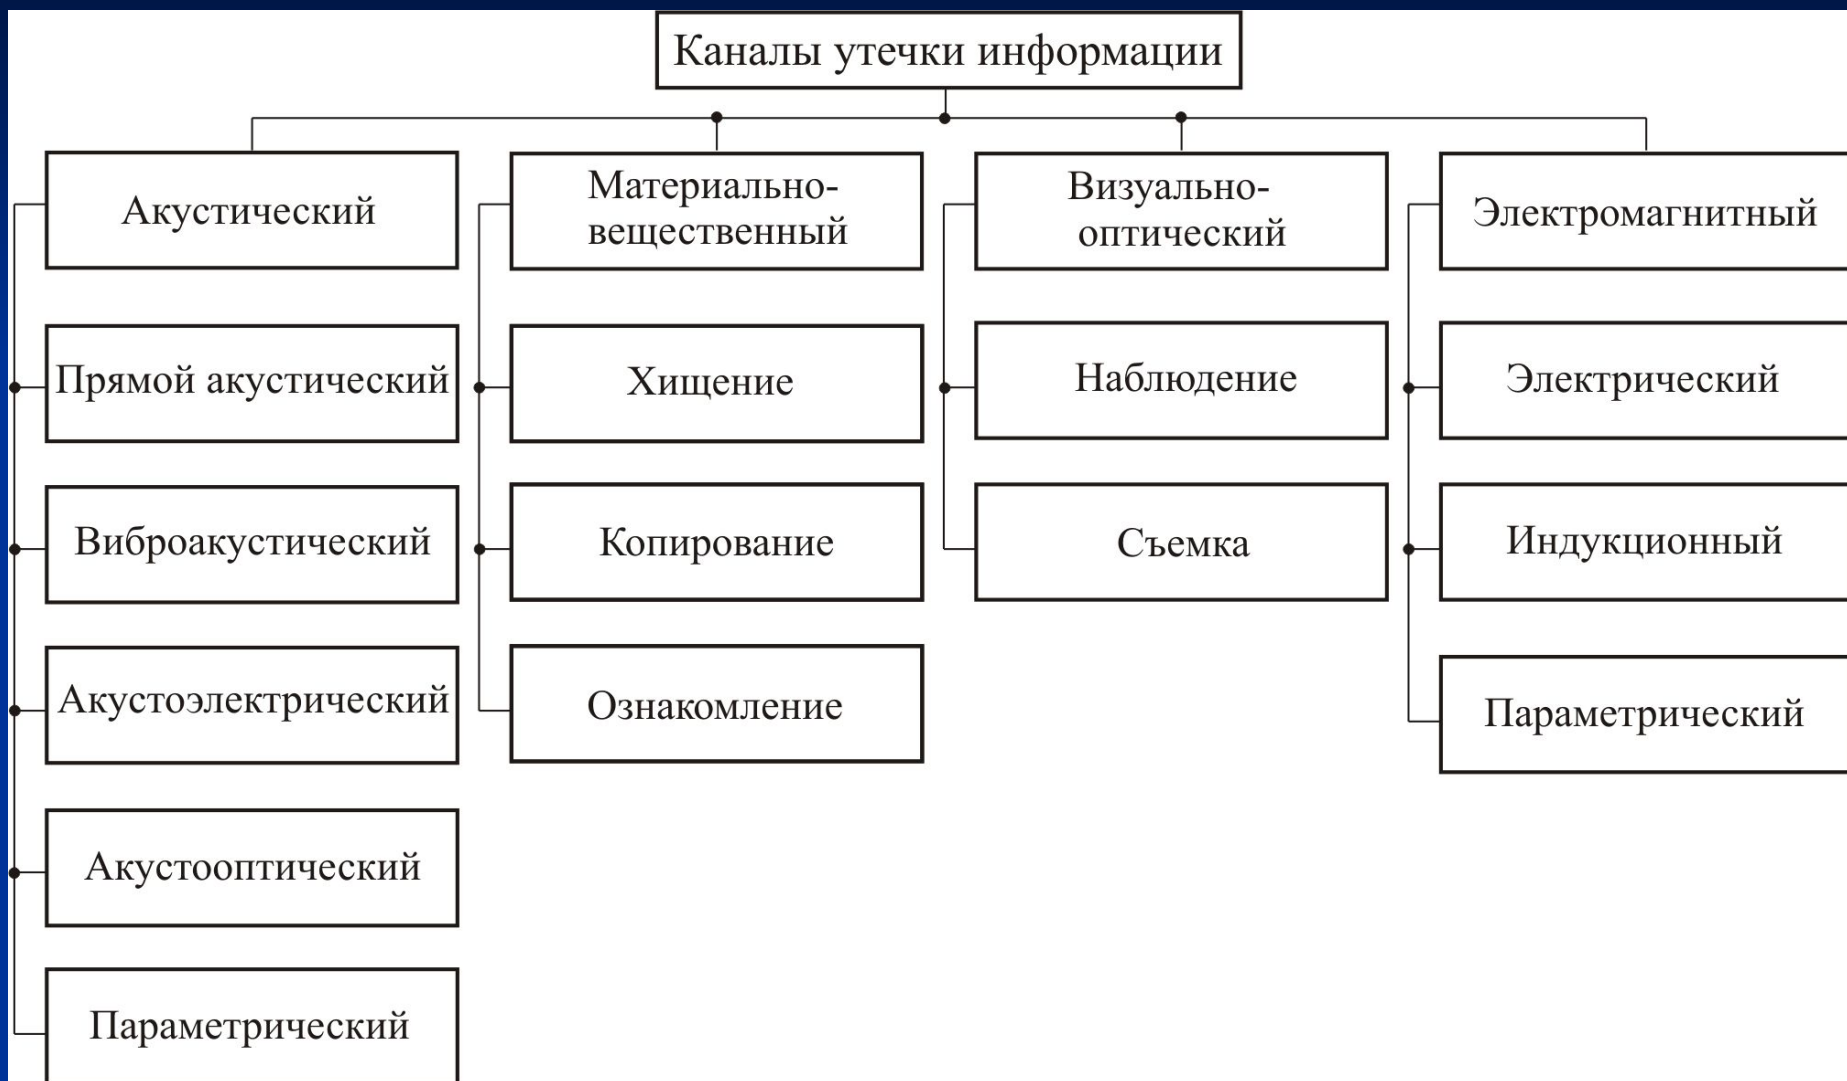 Каналы утечки информации
Акустический
Прямой акустический
Виброакустический
Акустоэлектрический
Акустооптический
Параметрический
Материально-
вещественный
Хищение
Копирование
Ознакомление
Визуально-
оптический
Наблюдение
Съемка
Электромагнитный
Электрический
Индукционный
Параметрический